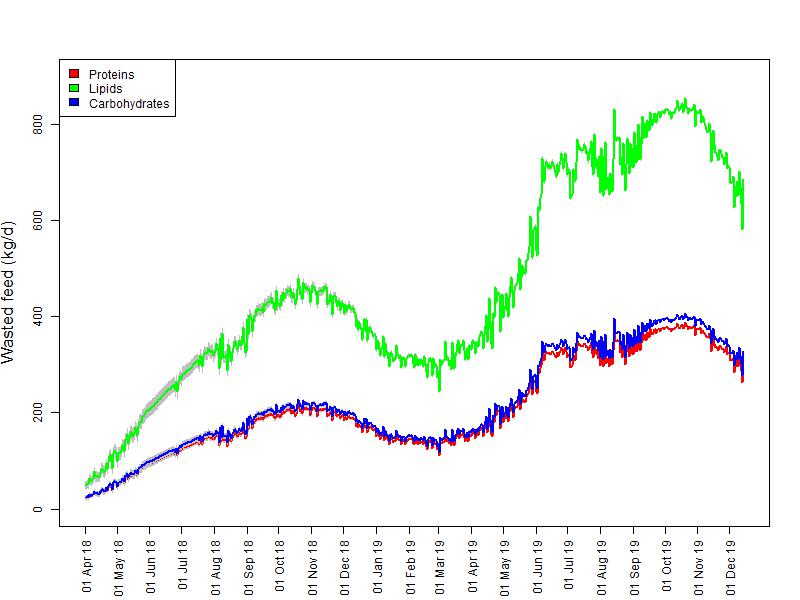 Proteins
Lipids
Carbohydrates
Wasted feed (kg/d)
800
600
400
200
0
01 Apr 18
01 May 18
01 Jun 18
01 Jul 18
01 Aug 18
01 Sep 18
01 Oct 18
01 Nov 18
01 Dec 18
01 Jan 19
01 Feb 19
01 Mar 19
01 Apr 19
01 May 19
01 Jun 19
01 Jul 19
01 Aug 19
01 Sep 19
01 Oct 19
01 Nov 19
01 Dec 19